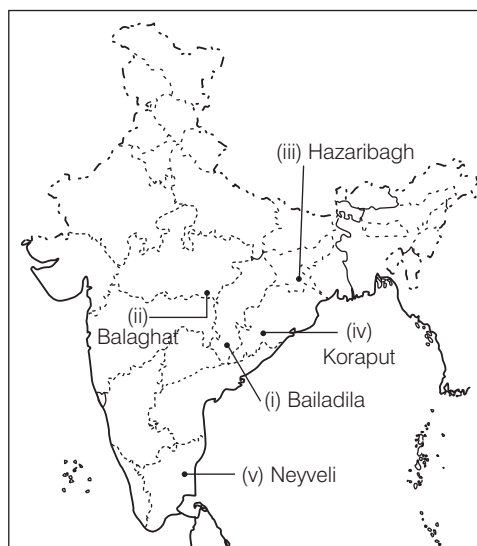 (iii) Hazaribagh
(ii)
Balaghat
(iv)
Koraput
(i) Bailadila
(v) Neyveli